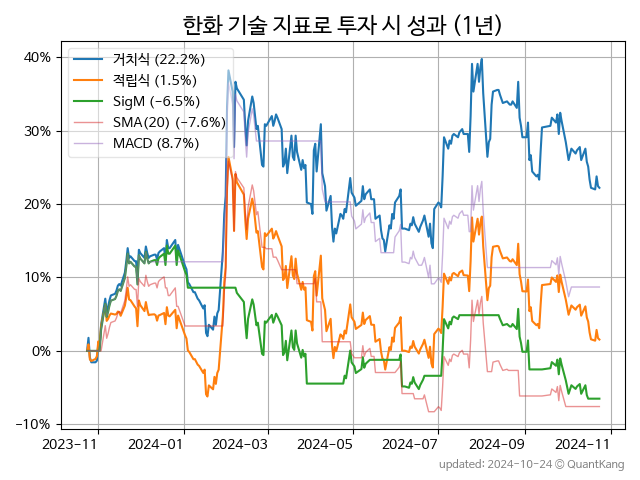 한화 기술 지표로 투자 시 성과 (1년)
40%
30%
20%
10%
0%
−10%
거치식 (22.2%)
적립식 (1.5%)
SigM (−6.5%)
SMA(20) (−7.6%)
MACD (8.7%)
2023-11
2024-01
2024-03
2024-05
2024-07
2024-09
2024-11
updated: 2024-10-24 © QuantKang